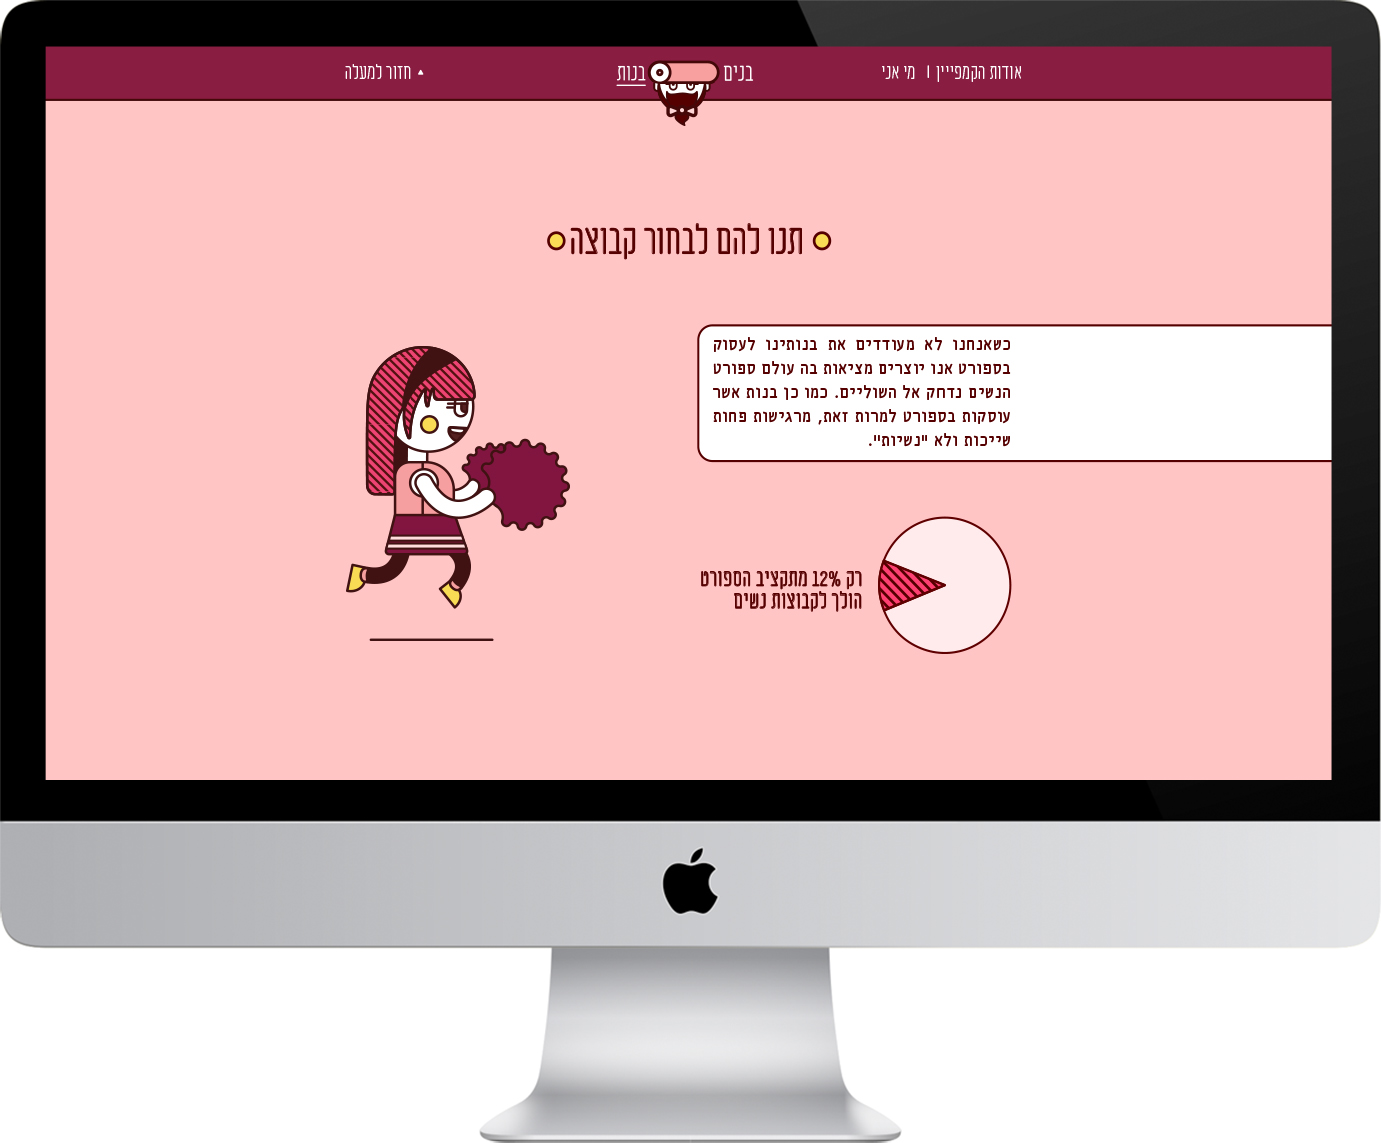 אודות הקמפייין | מי אני
בנים
בנות
חזור למעלה
תנו להם לבחור קבוצה
כשאנחנו לא מעודדים את בנותינו לעסוק
בספורט אנו יוצרים מציאות בה עולם ספורט
הנשים נדחק אל השוליים. כמו כן בנות אשר
עוסקות בספורט למרות זאת, מרגישות פחות
שייכות ולא "נשיות".
רק 12% מתקציב הספורט
הולך לקבוצות נשים